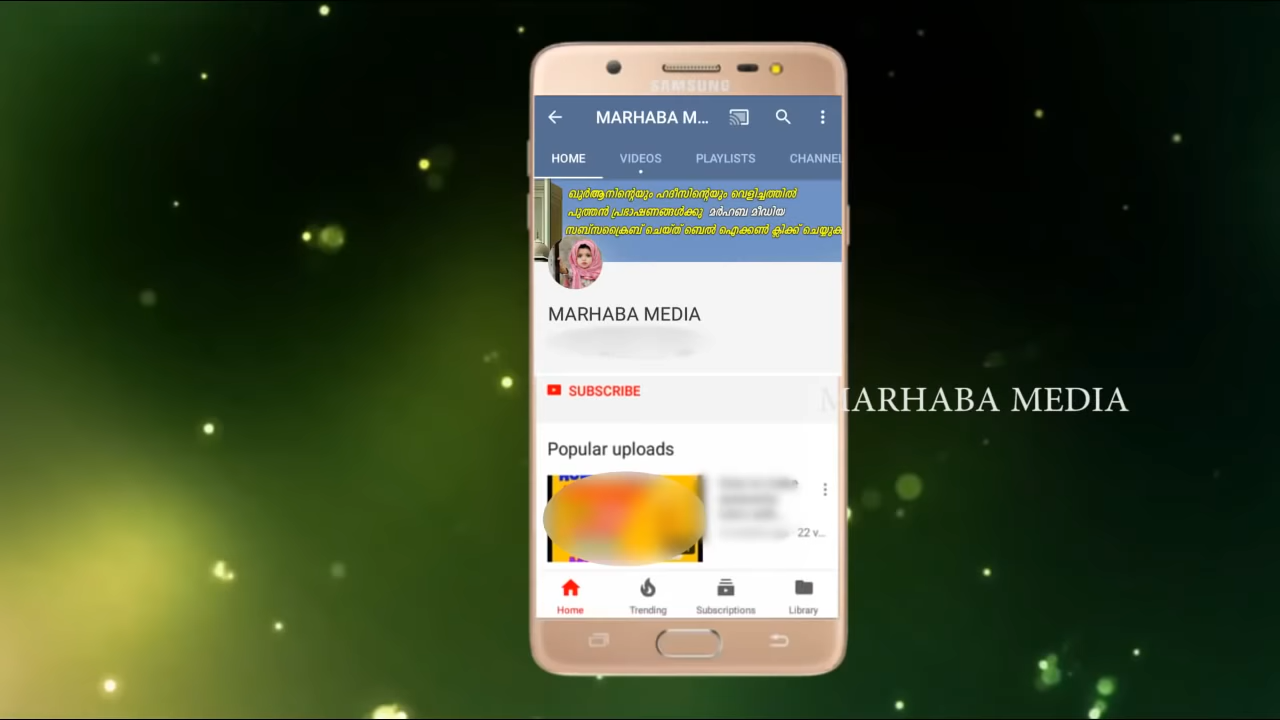 SAMSUNG
MARHABA M...
HOME VIDEOS PLAYLISTS CHANNEL
ഖുർആനിന്റെയും ഹദീസിന്റെയും വെളിച്ചത്തിൽ
പുത്തൻ പ്രഭാഷണങ്ങൾക്കു മർഹബ മീഡിയ
സബ്സക്രൈബ് ചെയ്ത് ബെൽ ഐക്കൺ ക്ലിക്ക് ചെയ്യുക
MARHABA MEDIA
SUBSCRIBE
MARHABA MEDIA
Popular uploads
22 v...
Home Trending Subscriptions Library